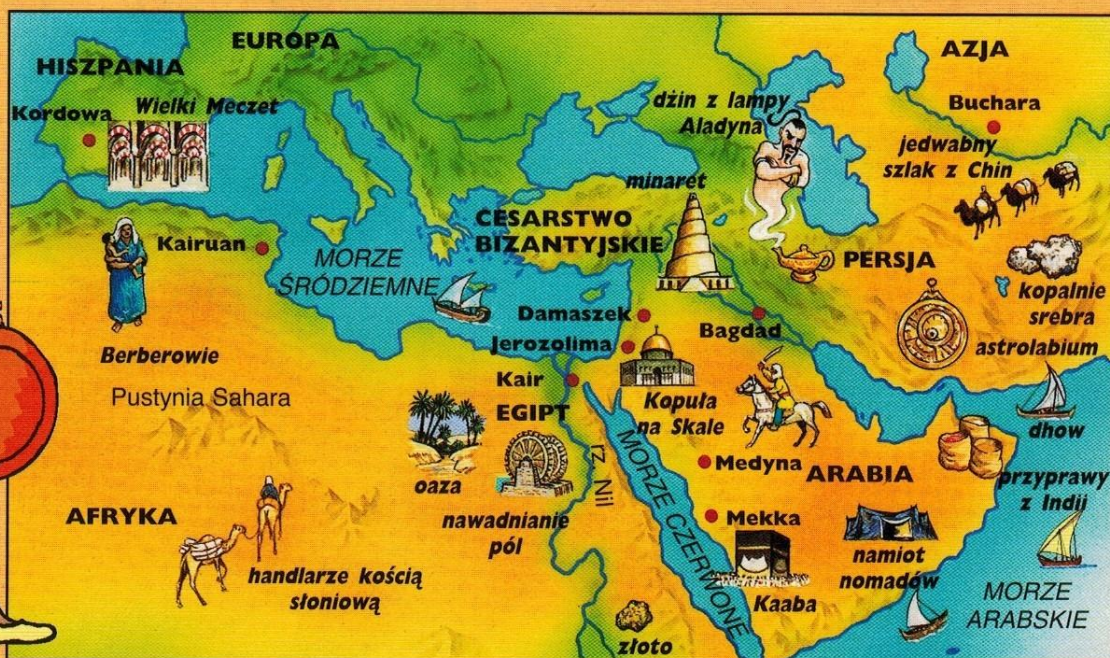 EUROPA
HISZPANIA
AZJA
Kordowa
Wielki Meczet
dżin z lampy
Aladyna
Buchara
jedwabny
szlak z Chin
minaret
CESARSTWO
BIZANTYJSKIE
Kairuan
MORZE
ŚRÓDZIEMNE
PERSJA
kopalnie
srebra
Damaszek
Bagdad
Jerozolima
astrolabium
Berberowie
Kair
Pustynia Sahara
EGIPT
Kopuła
na Skale
dhow
rz. Nil
MORZE CZERWONE
Medyna
ARABIA
przyprawy
z Indii
oaza
AFRYKA
nawadnianie
pól
Mekka
namiot
nomadów
handlarze kością
słoniową
Kaaba
MORZE
ARABSKIE
złoto